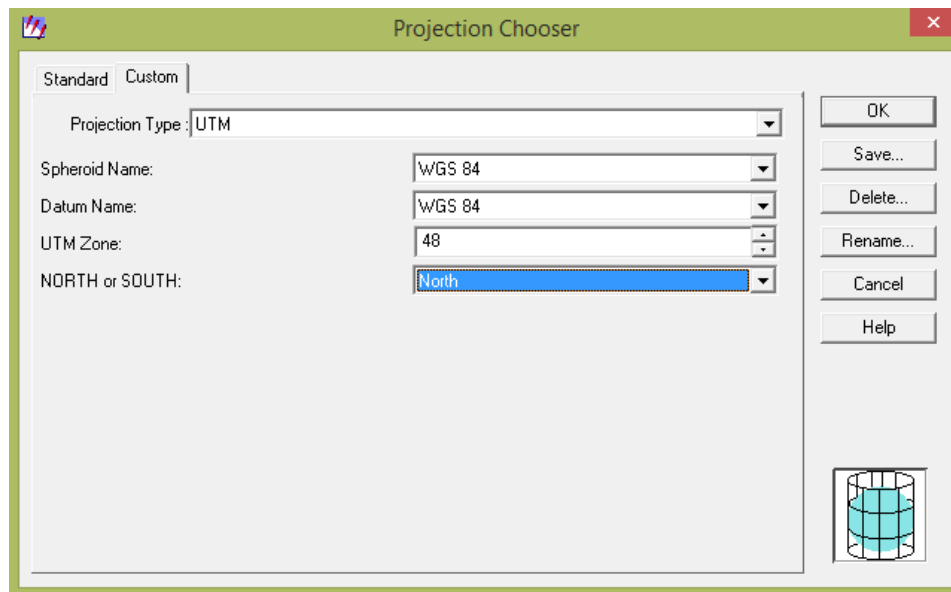 Projection Chooser
Standard Custom
Projection Type : UTM
OK
Save...
Spheroid Name: WGS 84
Datum Name: WGS 84
Delete...
UTM Zone: 48
Rename...
NORTH or SOUTH: North
Cancel
Help